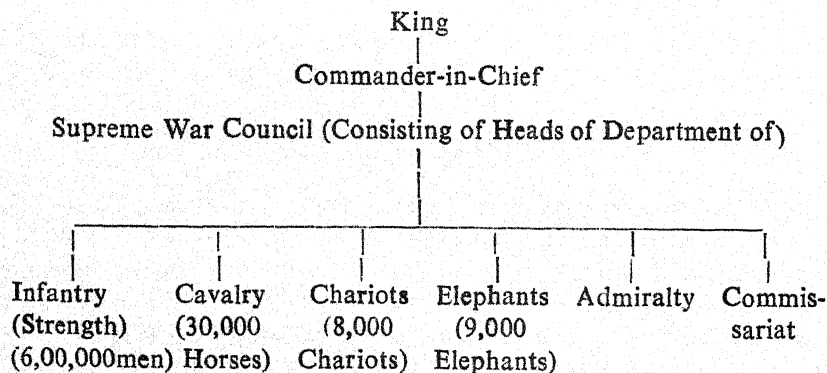 King
Commander-in-Chief
Supreme War Council (Consisting of Heads of Department of)
Infantry Cavalry Chariots Elephants Admiralty Commis-
(Strength) (30,000 (8,000 (9,000 sariat
(6,00,000men) Horses) Chariots) Elephants)